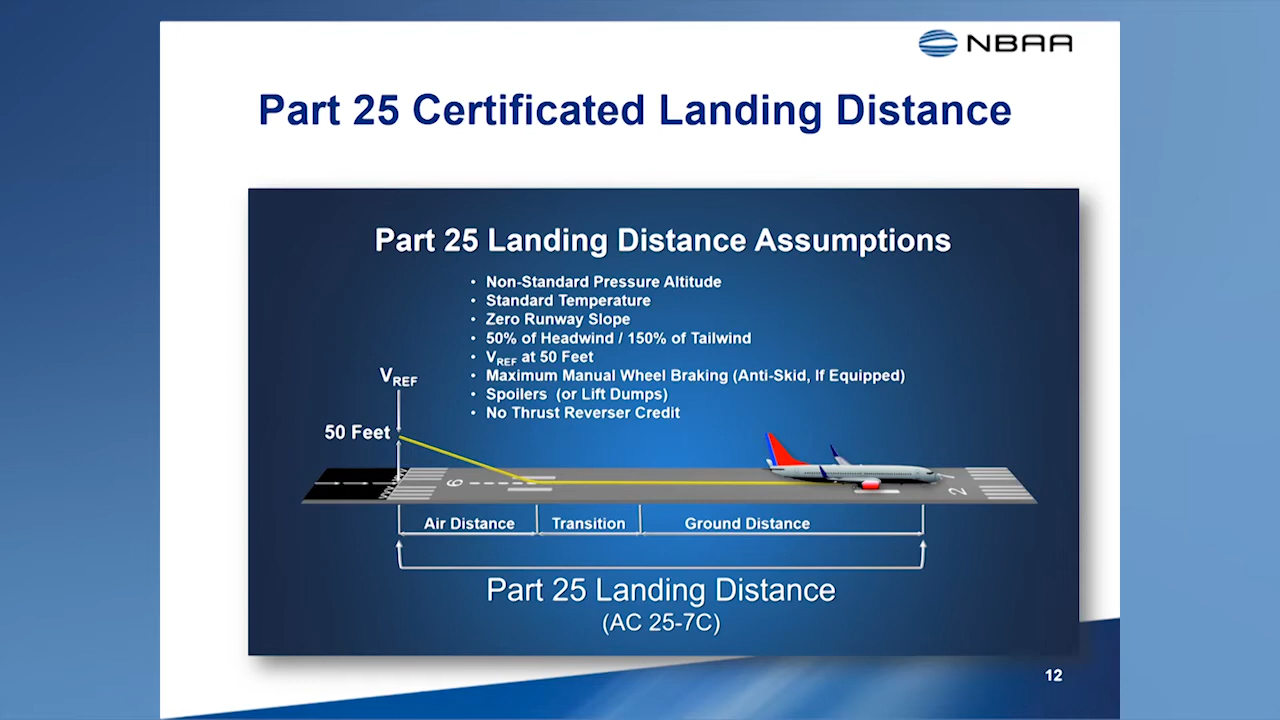 NBAA
Part 25 Certificated Landing Distance
Part 25 Landing Distance Assumptions
• Non-Standard Pressure Altitude
• Standard Temperature
• Zero Runway Slope
• 50% of Headwind / 150% of Tailwind
• VREF at 50 Feet
• Maximum Manual Wheel Braking (Anti-Skid, If Equipped)
• Spoilers (or Lift Dumps)
• No Thrust Reverser Credit
VREF
50 Feet
6
2
Air Distance
Transition
Ground Distance
Part 25 Landing Distance
(AC 25-7C)
12